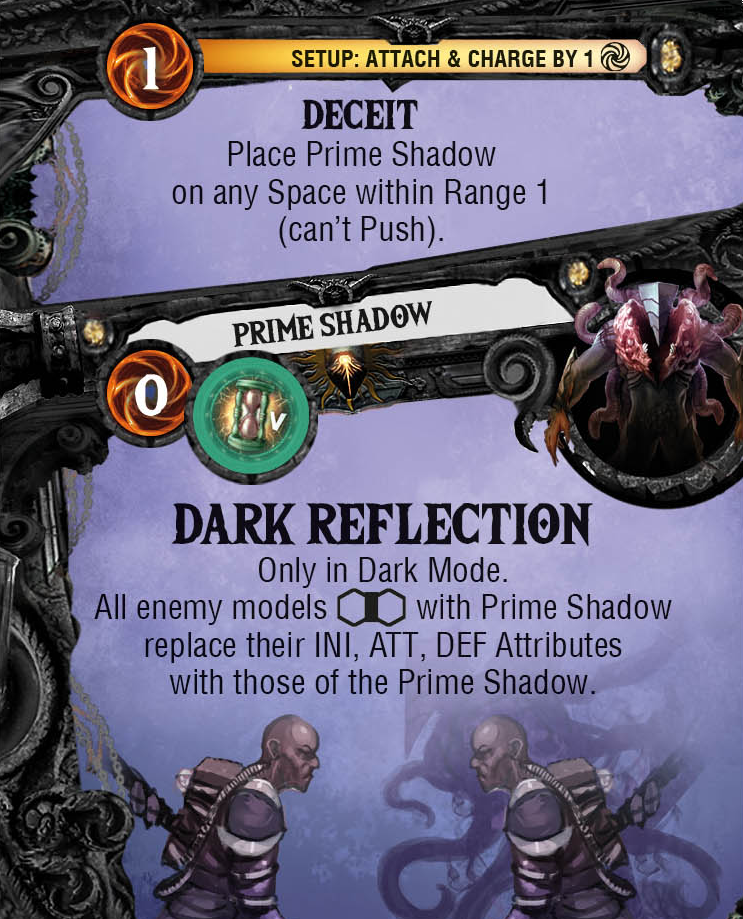 1
SETUP: ATTACH & CHARGE BY 1
DECEIT
Place Prime Shadow
on any Space within Range 1
(can't Push).
PRIME SHADOW
0
V
DARK REFLECTION
Only in Dark Mode.
All enemy models with Prime Shadow
replace their INI, ATT, DEF Attributes
with those of the Prime Shadow.